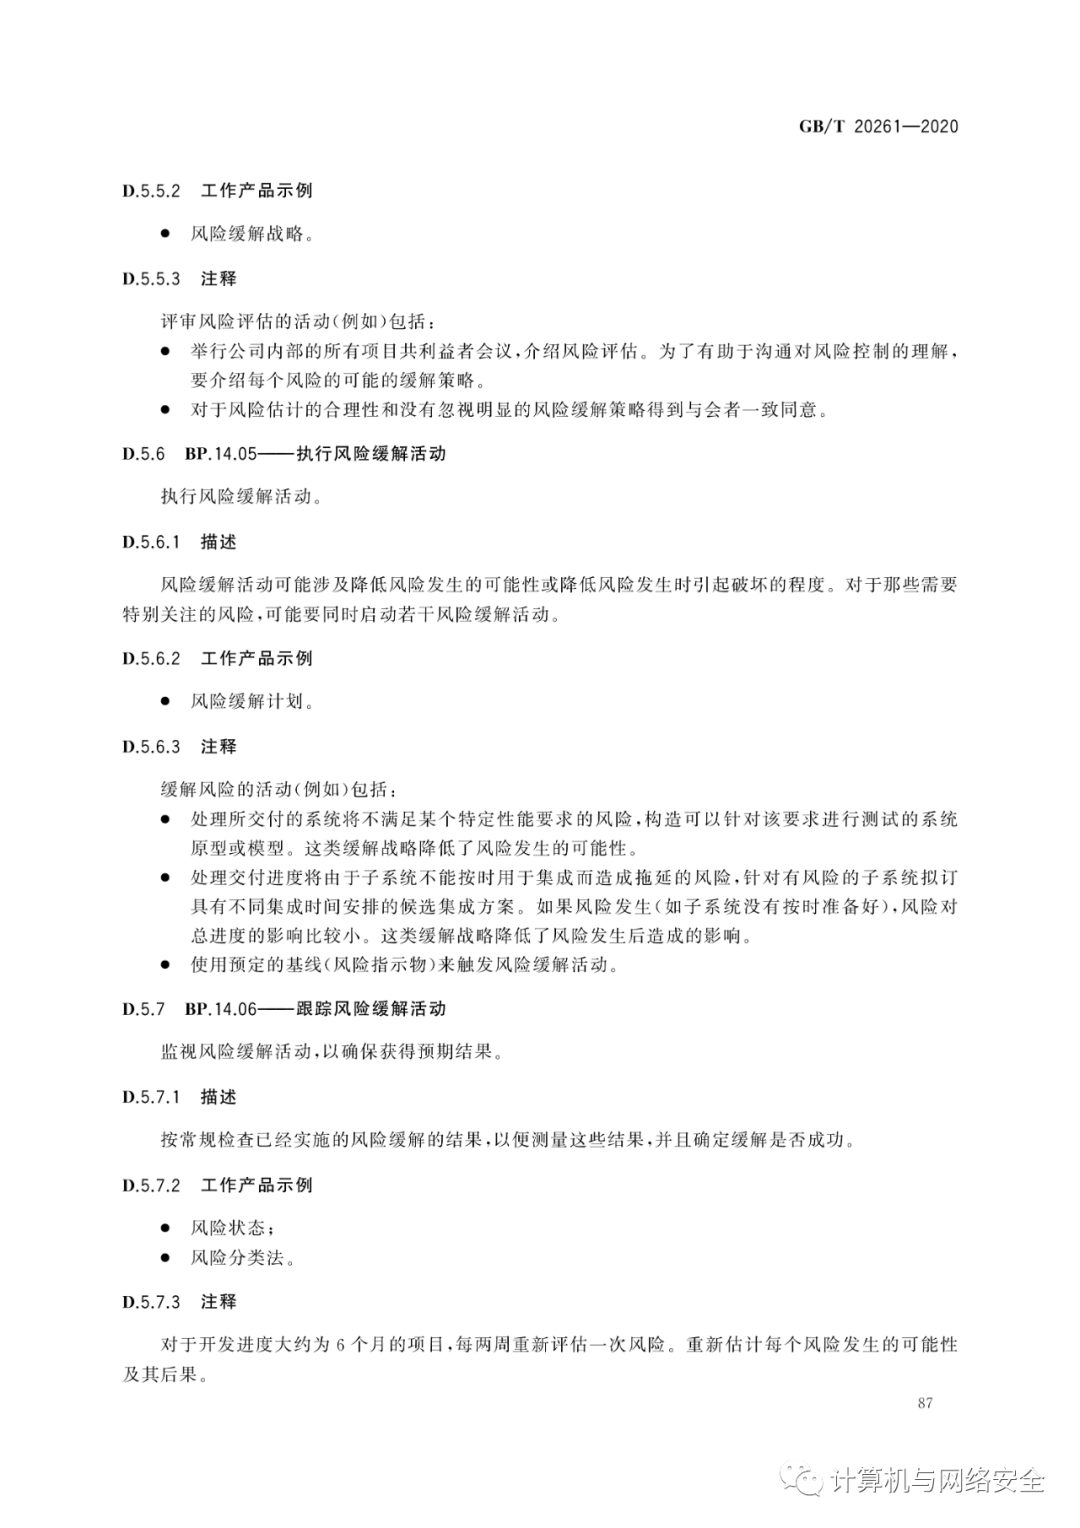 GB/T 20261—2020
D.5.5.2 工作产品示例
● 风险缓解战略。
D.5.5.3 注释
评审风险评估的活动(例如)包括:
● 举行公司内部的所有项目共利益者会议,介绍风险评估。为了有助于沟通对风险控制的理解,
要介绍每个风险的可能的缓解策略。
● 对于风险估计的合理性和没有忽视明显的风险缓解策略得到与会者一致同意。
D.5.6 BP.14.05——执行风险缓解活动
执行风险缓解活动。
D.5.6.1 描述
风险缓解活动可能涉及降低风险发生的可能性或降低风险发生时引起破坏的程度。对于那些需要
特别关注的风险,可能要同时启动若干风险缓解活动。
D.5.6.2 工作产品示例
● 风险缓解计划。
D.5.6.3 注释
缓解风险的活动(例如)包括:
● 处理所交付的系统将不满足某个特定性能要求的风险,构造可以针对该要求进行测试的系统
原型或模型。这类缓解战略降低了风险发生的可能性。
● 处理交付进度将由于子系统不能按时用于集成而造成拖延的风险,针对有风险的子系统拟订
具有不同集成时间安排的候选集成方案。如果风险发生(如子系统没有按时准备好),风险对
总进度的影响比较小。这类缓解战略降低了风险发生后造成的影响。
● 使用预定的基线(风险指示物)来触发风险缓解活动。
D.5.7 BP.14.06——跟踪风险缓解活动
监视风险缓解活动,以确保获得预期结果。
D.5.7.1 描述
按常规检查已经实施的风险缓解的结果,以便测量这些结果,并且确定缓解是否成功。
D.5.7.2 工作产品示例
● 风险状态;
● 风险分类法。
D.5.7.3 注释
对于开发进度大约为 6 个月的项目,每两周重新评估一次风险。重新估计每个风险发生的可能性
及其后果。
87
计算机与网络安全